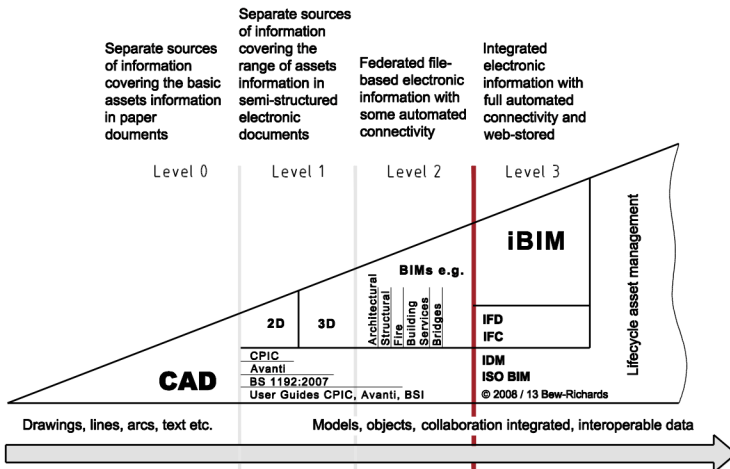 Separate sources
of information
covering the basic
assets information
in paper
douments
Separate sources
of information
covering the
range of assets
information in
semi-structured
electronic
documents
Federated file-
based electronic
information with
some automated
connectivity
Integrated
electronic
information with
full automated
connectivity and
web-stored
Level 0
Level 1
Level 2
Level 3
iBIM
BIMs e.g.
Architectural
Structural
Fire
Building
Services
Bridges
2D
3D
IFD
IFC
Lifecycle asset management
CAD
CPIC
Avanti
BS 1192:2007
User Guides CPIC, Avanti, BSI
IDM
ISO BIM
© 2008 / 13 Bew-Richards
Drawings, lines, arcs, text etc.
Models, objects, collaboration integrated, interoperable data